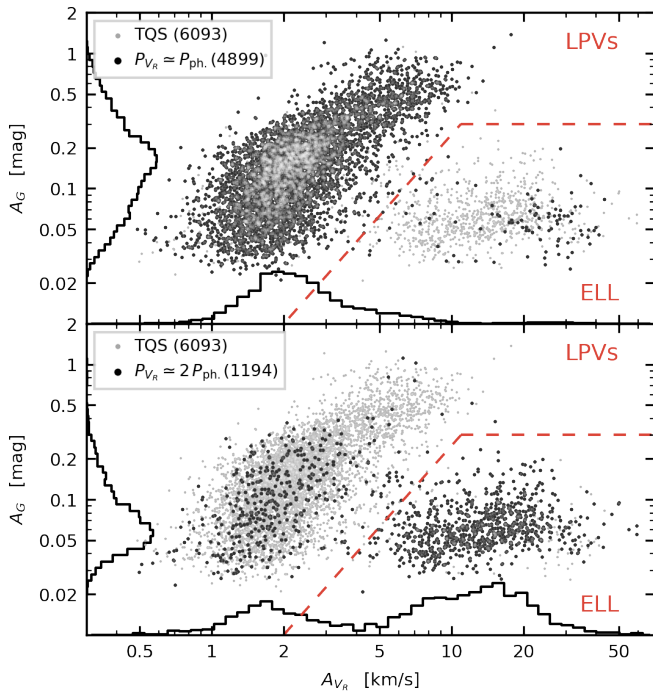 2
TQS (6093)
P_{V_R} ≃ P_{ph.} (4899)
LPVs
1
0.5
0.2
A_G [mag]
0.1
0.05
0.02
ELL
2
TQS (6093)
P_{V_R} ≃ 2 P_{ph.} (1194)
LPVs
1
0.5
0.2
A_G [mag]
0.1
0.05
0.02
ELL
0.5 1 2 5 10 20 50
A_{V_R} [km/s]